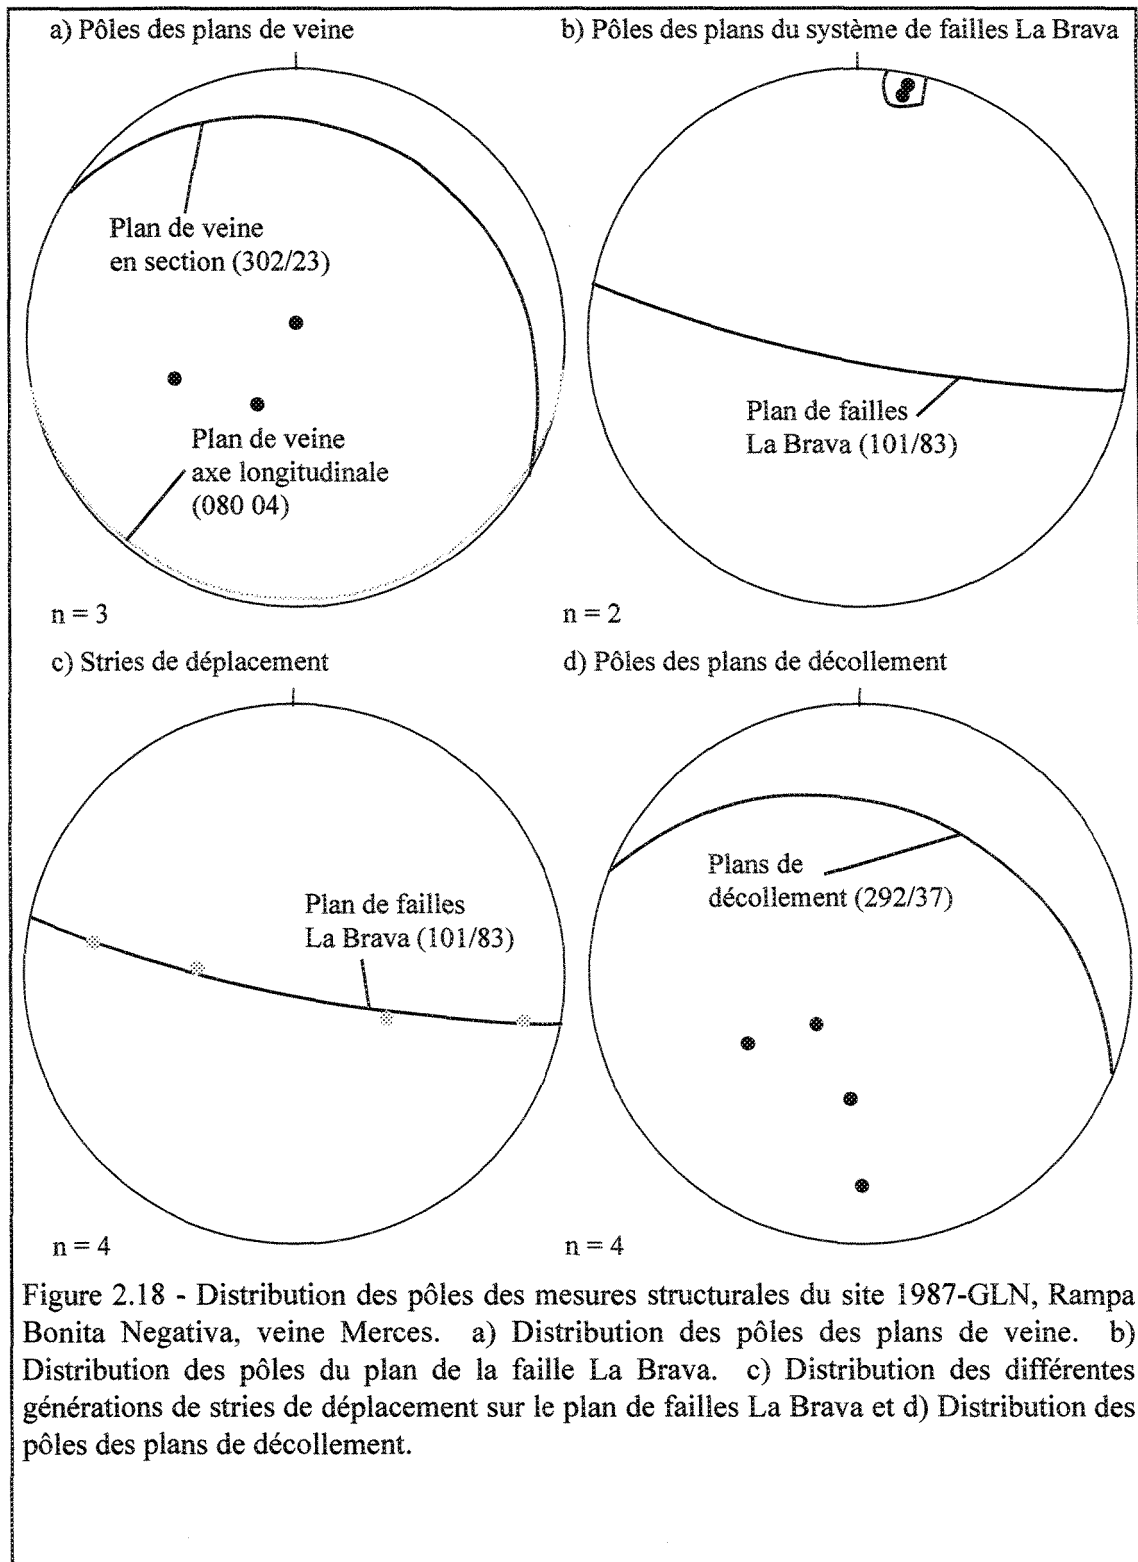 a) Pôles des plans de veine
b) Pôles des plans du système de failles La Brava
Plan de veine
en section (302/23)
Plan de veine
axe longitudinale
(080 04)
n = 3
Plan de failles
La Brava (101/83)
n = 2
c) Stries de déplacement
d) Pôles des plans de décollement
Plan de failles
La Brava (101/83)
n = 4
Plans de
décollement (292/37)
n = 4
Figure 2.18 - Distribution des pôles des mesures structurales du site 1987-GLN, Rampa
Bonita Negativa, veine Merces. a) Distribution des pôles des plans de veine. b)
Distribution des pôles du plan de la faille La Brava. c) Distribution des différentes
générations de stries de déplacement sur le plan de failles La Brava et d) Distribution des
pôles des plans de décollement.